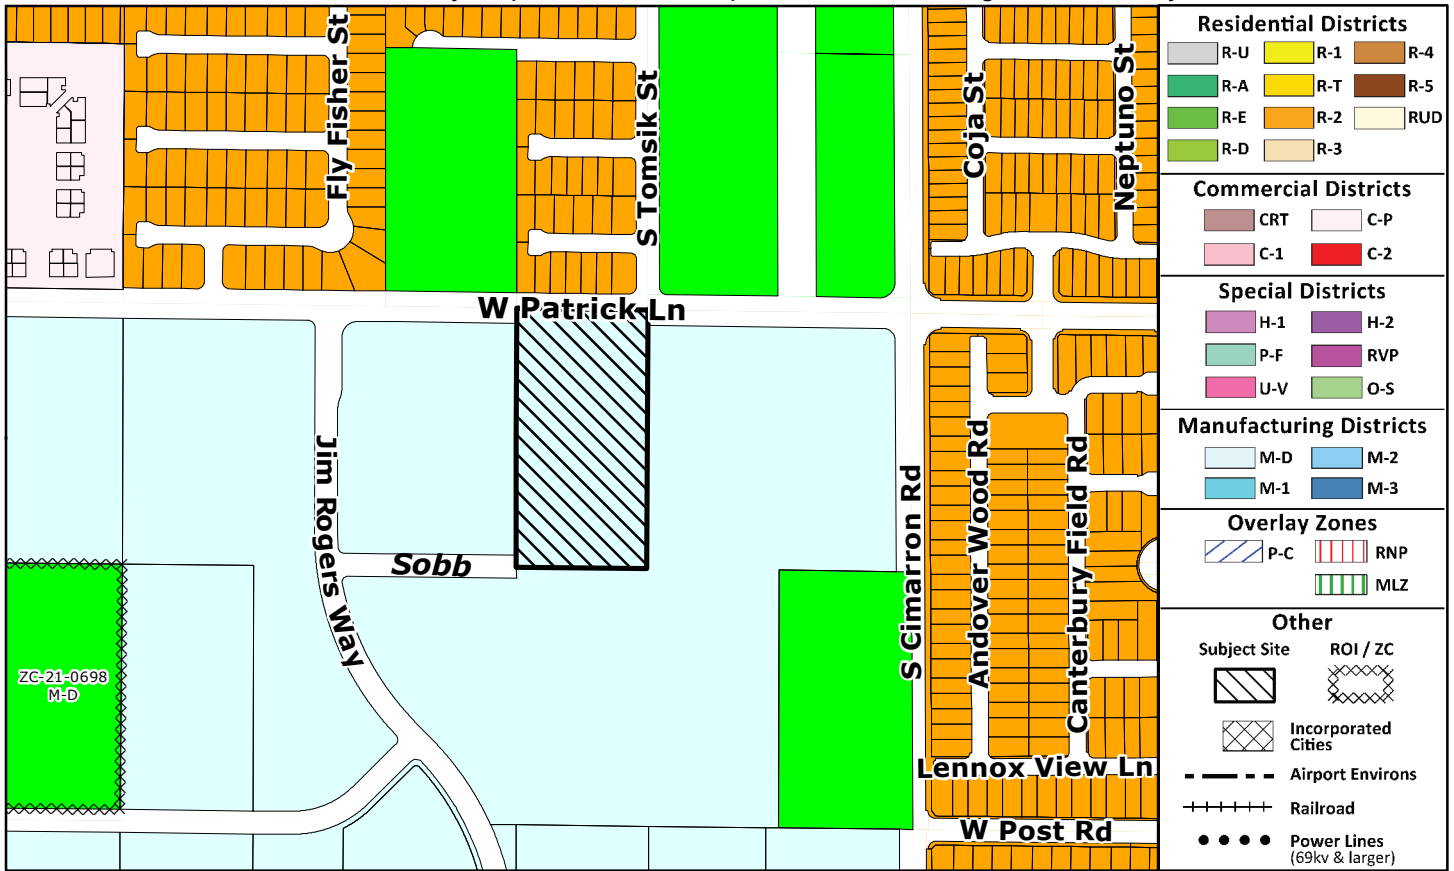 Fly Fisher St
S Tomsik St
Coja St
Neptuno St
W Patrick Ln
Jim Rogers Way
Sobb
S Cimarron Rd
Andover Wood Rd
Canterbury Field Rd
ZC-21-0698
M-D
Lennox View Ln
W Post Rd
Residential Districts
R-U R-1 R-4
R-A R-T R-5
R-E R-2 RUD
R-D R-3
Commercial Districts
CRT C-P
C-1 C-2
Special Districts
H-1 H-2
P-F RVP
U-V O-S
Manufacturing Districts
M-D M-2
M-1 M-3
Overlay Zones
P-C RNP
MLZ
Other
Subject Site ROI / ZC
Incorporated
Cities
Airport Environs
Railroad
Power Lines
(69kv & larger)